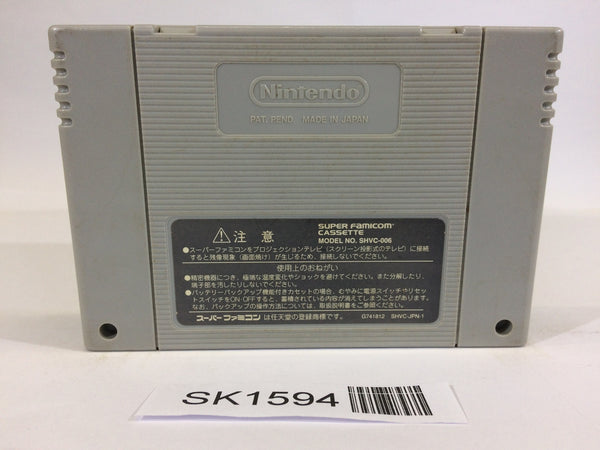 Nintendo
PAT. PEND. MADE IN JAPAN
SUPER FAMICOM
CASSETTE
MODEL NO. SHVC-006
⚠注意
●スーパーファミコンをプロジェクションテレビ(スクリーン投影式のテレビ)に接続
すると残像現象(画面焼け)が生じるため、接続しないでください。
使用上のおねがい
●精密機器につき、極端な温度変化やショックを避けてください。また分解したり、
端子部を汚したりしないでください。
●バッテリーバックアップ機能付きカセットの場合、むやみに電源スイッチやリセッ
トスイッチをON・OFFすると、蓄積されている内容が消えてしまうことがあります。
なお、バックアップの操作方法については、取扱説明書をご参照ください。
スーパーファミコンは任天堂の登録商標です。 G741812 SHVC-JPN-1
SK1594